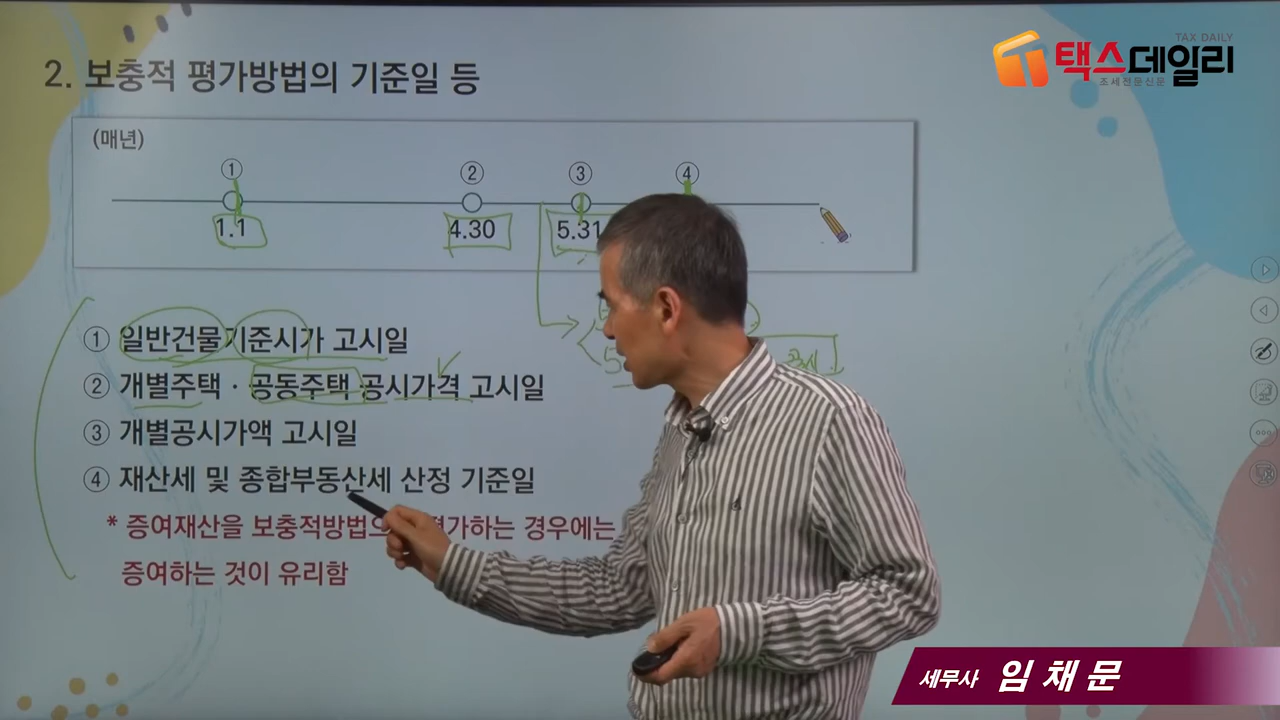 TAX DAILY
택스데일리
조세전문신문
2. 보충적 평가방법의 기준일 등
(매년)
① ② ③ ④
1.1 4.30 5.31
① 일반건물기준시가 고시일
② 개별주택 · 공동주택 공시가격 고시일
③ 개별공시가액 고시일
④ 재산세 및 종합부동산세 산정 기준일
* 증여재산을 보충적방법으 평가하는 경우에는
증여하는 것이 유리함
세무사 임채문